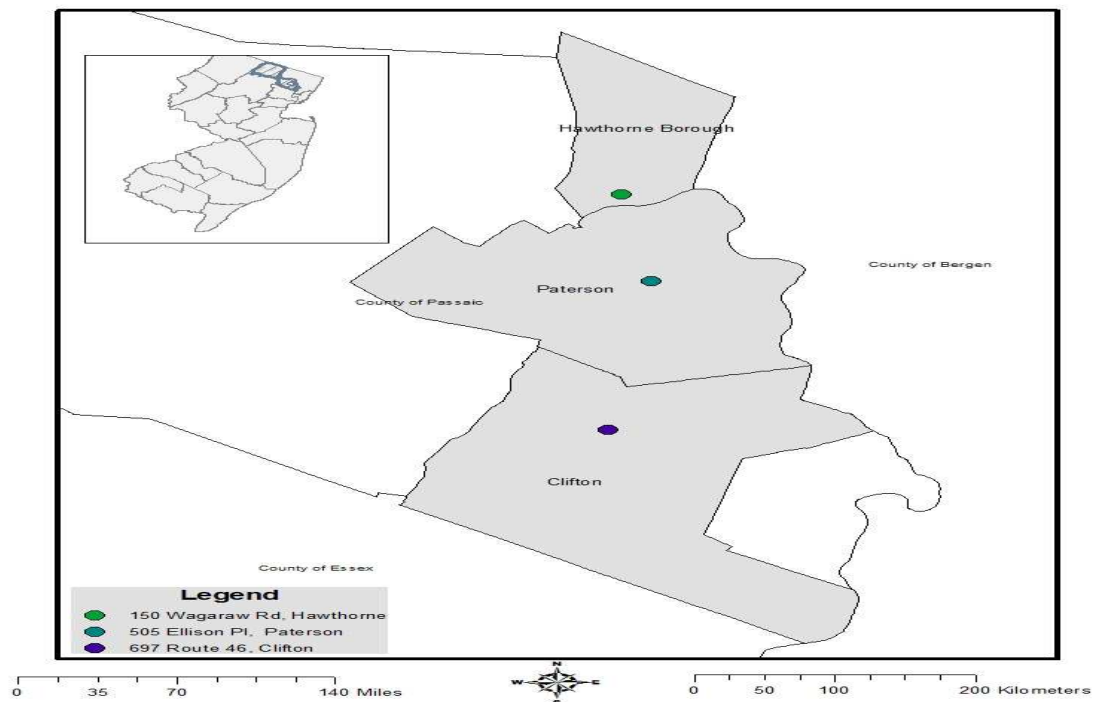 Hawthorne Borough
County of Bergen
Paterson
County of Passaic
Clifton
County of Essex
Legend
150 Wagaraw Rd, Hawthorne
505 Ellison Pl, Paterson
697 Route 46, Clifton
N
W E
S
0 35 70 140 Miles
0 50 100 200 Kilometers